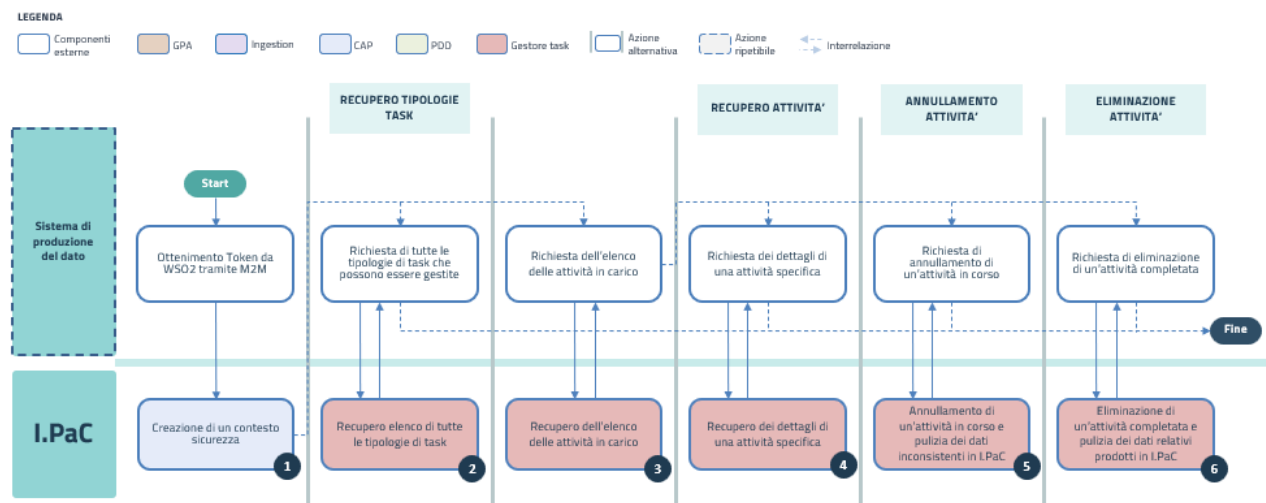 LEGENDA
Componenti
esterne
GPA
Ingestion
CAP
PDD
Gestore task
Azione
alternativa
Azione
ripetibile
Interrelazione
RECUPERO TIPOLOGIE
TASK
RECUPERO ATTIVITA'
ANNULLAMENTO
ATTIVITA'
ELIMINAZIONE
ATTIVITA'
Sistema di
produzione
del dato
Start
Ottenimento Token da
WSO2 tramite M2M
Richiesta di tutte le
tipologie di task che
possono essere gestite
Richiesta dell'elenco
delle attività in carico
Richiesta dei dettagli di
una attività specifica
Richiesta di
annullamento di
un'attività in corso
Richiesta di eliminazione
di un'attività completata
Fine
I.PaC
Creazione di un contesto
sicurezza
1
Recupero elenco di tutte
le tipologie di task
2
Recupero dell'elenco
delle attività in carico
3
Recupero dei dettagli di
una attività specifica
4
Annullamento di
un'attività in corso e
pulizia dei dati
inconsistenti in I.PaC
5
Eliminazione di
un'attività completata e
pulizia dei dati relativi
prodotti in I.PaC
6